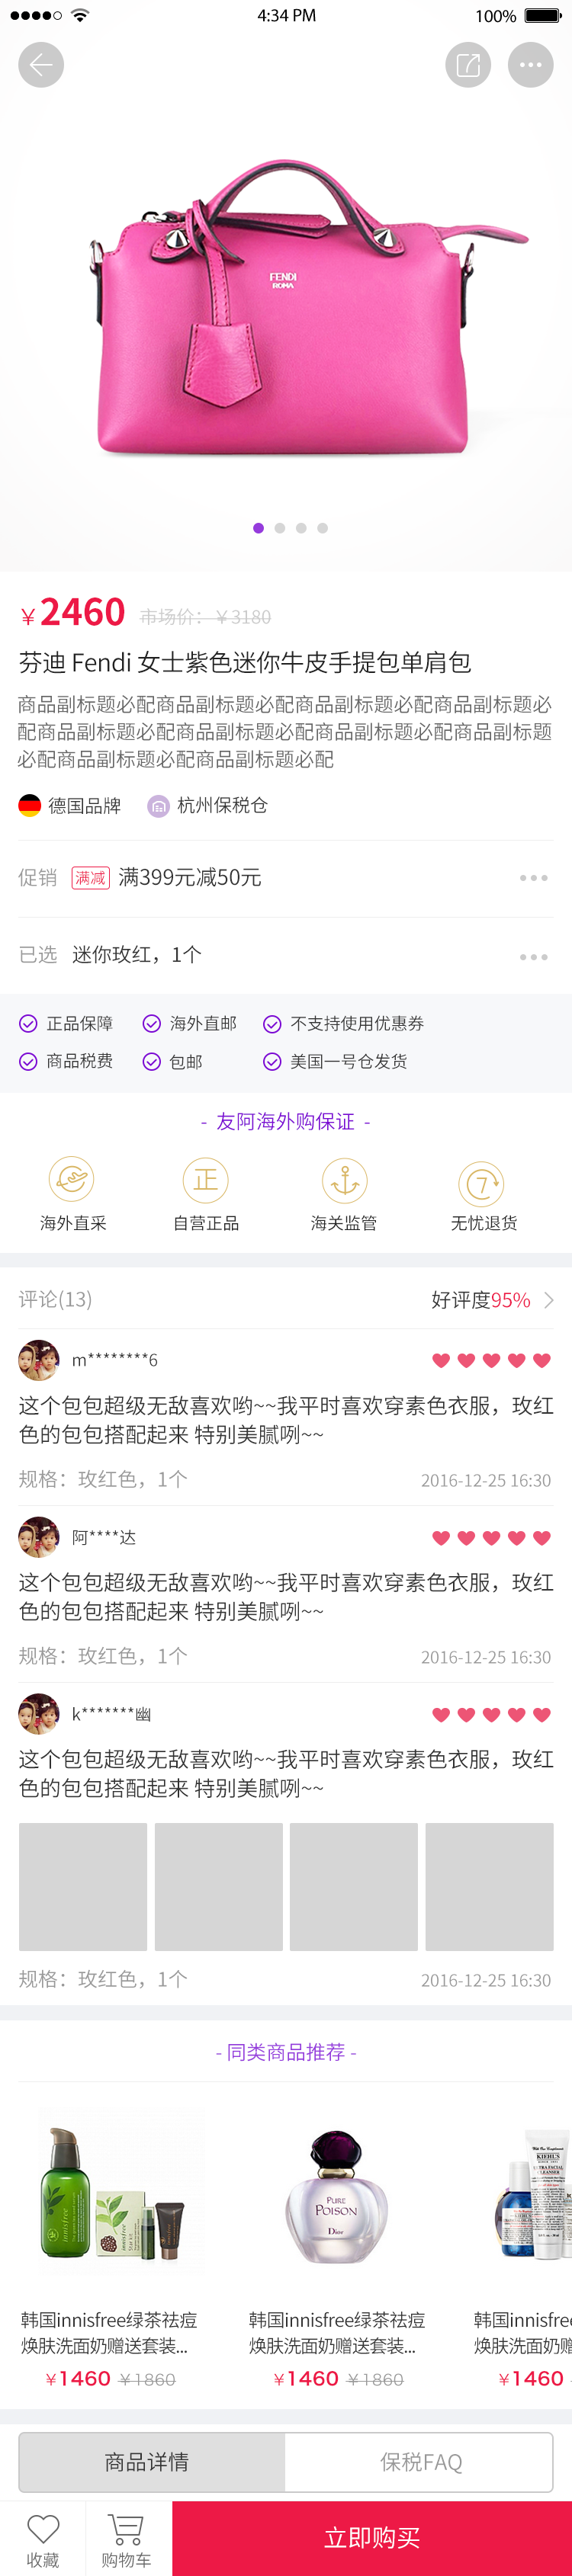 4:34 PM
100%
FENDI
ROMA
￥2460 市场价：￥3180
芬迪 Fendi 女士紫色迷你牛皮手提包单肩包
商品副标题必配商品副标题必配商品副标题必配商品副标题必
配商品副标题必配商品副标题必配商品副标题必配商品副标题
必配商品副标题必配商品副标题必配
德国品牌 杭州保税仓
促销 满减 满399元减50元
已选 迷你玫红，1个
正品保障 海外直邮 不支持使用优惠券
商品税费 包邮 美国一号仓发货
- 友阿海外购保证 -
正 7
海外直采 自营正品 海关监管 无忧退货
评论(13) 好评度95%
m********6
这个包包超级无敌喜欢哟~~我平时喜欢穿素色衣服，玫红
色的包包搭配起来 特别美腻咧~~
规格：玫红色，1个 2016-12-25 16:30
阿****达
这个包包超级无敌喜欢哟~~我平时喜欢穿素色衣服，玫红
色的包包搭配起来 特别美腻咧~~
规格：玫红色，1个 2016-12-25 16:30
k*******幽
这个包包超级无敌喜欢哟~~我平时喜欢穿素色衣服，玫红
色的包包搭配起来 特别美腻咧~~
规格：玫红色，1个 2016-12-25 16:30
- 同类商品推荐 -
innisfree
PURE
POISON
Dior
KIEHL'S
ULTRA FACIAL
CLEANSER
韩国innisfree绿茶祛痘 韩国innisfree绿茶祛痘 韩国innisfree
焕肤洗面奶赠送套装... 焕肤洗面奶赠送套装... 焕肤洗面奶赠
￥1460 ￥1860 ￥1460 ￥1860 ￥1460
商品详情 保税FAQ
收藏 购物车 立即购买